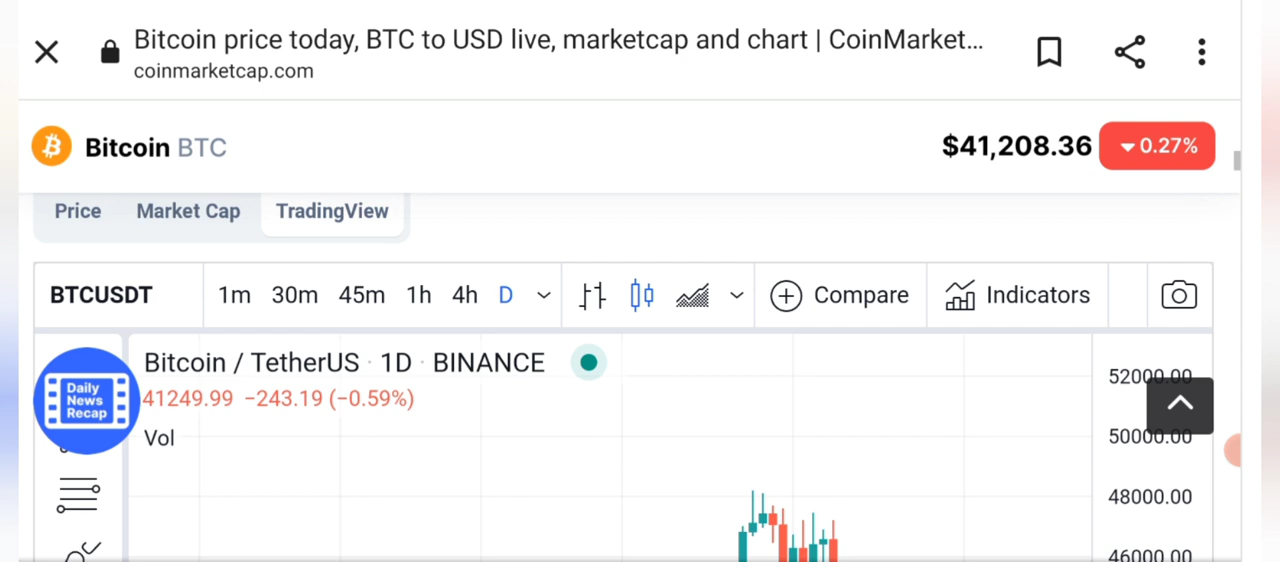 Bitcoin price today, BTC to USD live, marketcap and chart | CoinMarket...
coinmarketcap.com
Bitcoin BTC $41,208.36 0.27%
Price Market Cap TradingView
BTCUSDT 1m 30m 45m 1h 4h D Compare Indicators
Bitcoin / TetherUS · 1D · BINANCE
41249.99 −243.19 (−0.59%)
Vol
Daily
News
Recap
52000.00
50000.00
48000.00
46000.00